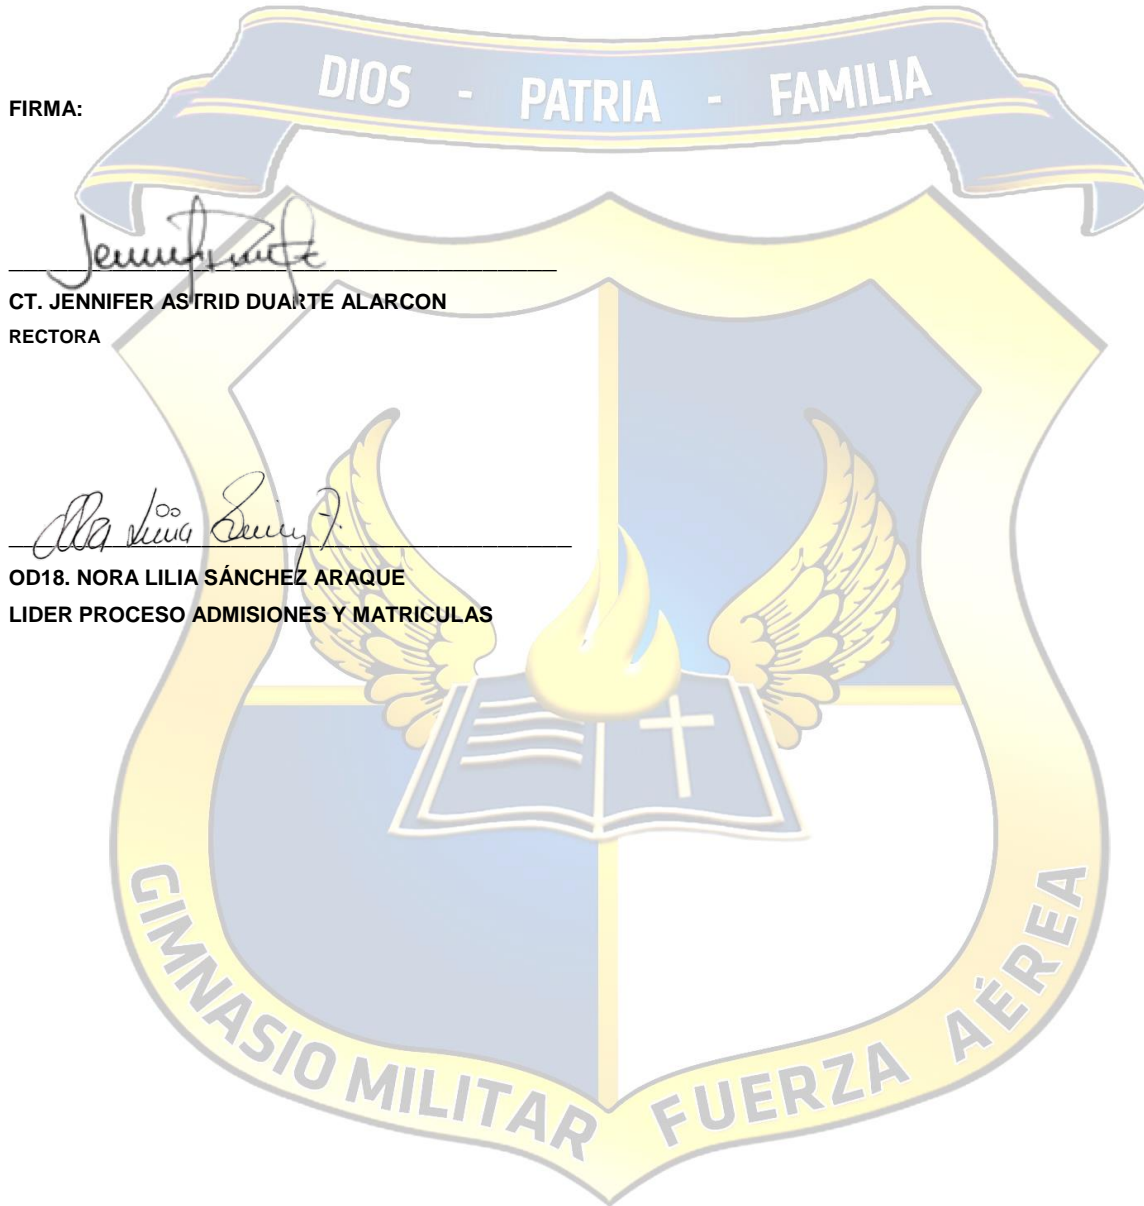 DIOS - PATRIA - FAMILIA
FIRMA:
CT. JENNIFER ASTRID DUARTE ALARCON
RECTORA
OD18. NORA LILIA SÁNCHEZ ARAQUE
LIDER PROCESO ADMISIONES Y MATRICULAS
GIMNASIO MILITAR FUERZA AÉREA